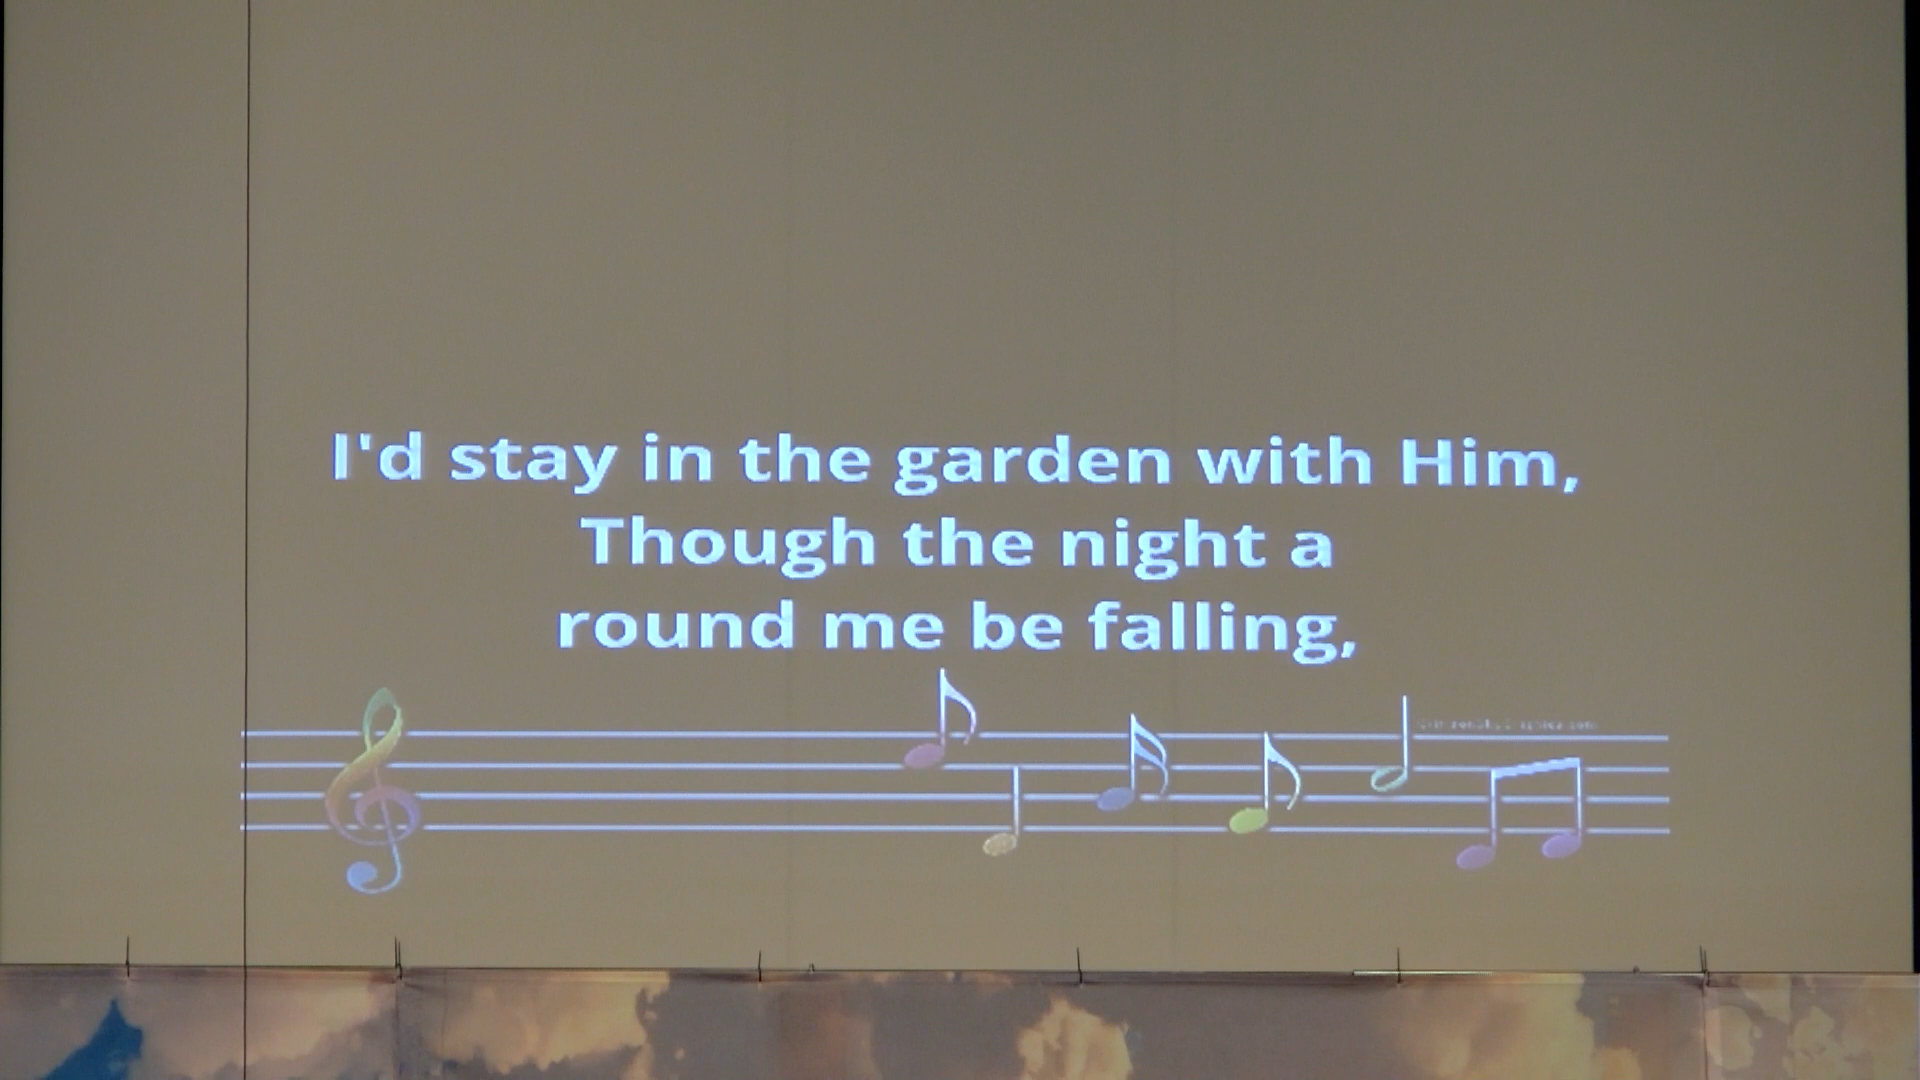 I'd stay in the garden with Him,
Though the night a
round me be falling,